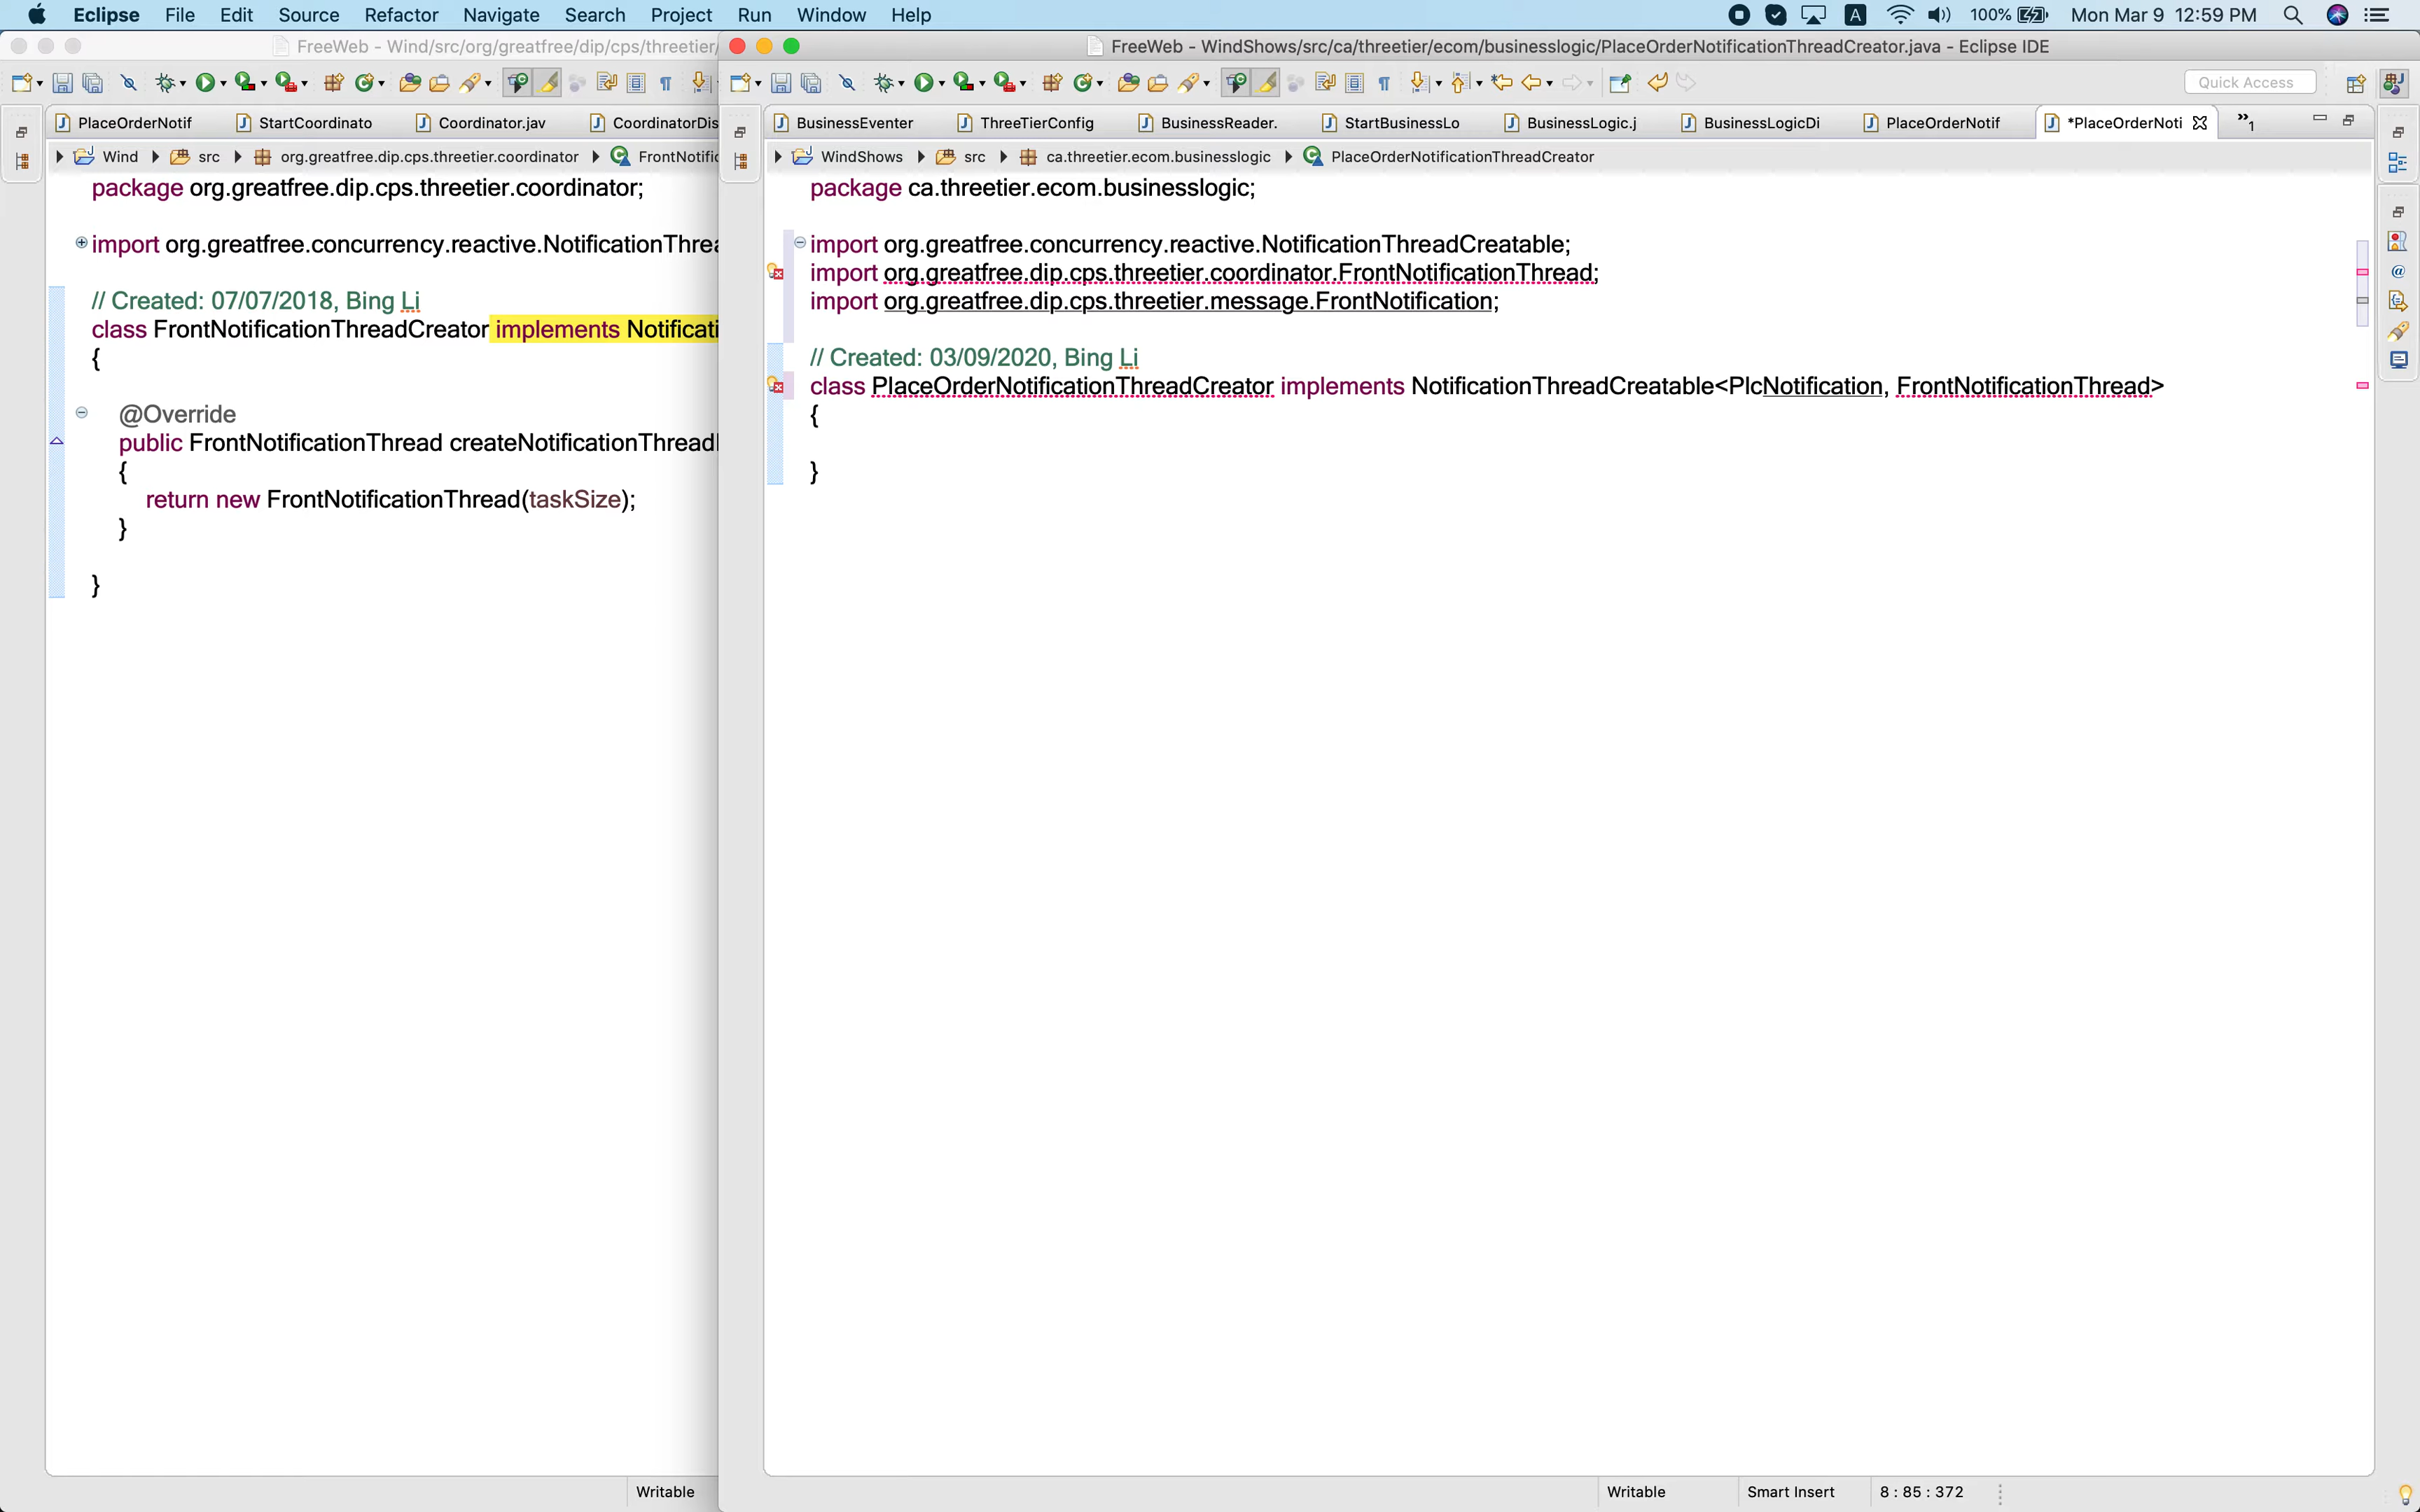 Eclipse File Edit Source Refactor Navigate Search Project Run Window Help
A 100% Mon Mar 9 12:59 PM
FreeWeb - Wind/src/org/greatfree/dip/cps/threetier/
PlaceOrderNotif StartCoordinato Coordinator.jav CoordinatorDis
Wind src org.greatfree.dip.cps.threetier.coordinator FrontNotific
package org.greatfree.dip.cps.threetier.coordinator;
import org.greatfree.concurrency.reactive.NotificationThrea
// Created: 07/07/2018, Bing Li
class FrontNotificationThreadCreator implements Notificati
{
@Override
public FrontNotificationThread createNotificationThreadI
{
return new FrontNotificationThread(taskSize);
}
}
Writable
FreeWeb - WindShows/src/ca/threetier/ecom/businesslogic/PlaceOrderNotificationThreadCreator.java - Eclipse IDE
Quick Access
BusinessEventer ThreeTierConfig BusinessReader. StartBusinessLo BusinessLogic.j BusinessLogicDi PlaceOrderNotif *PlaceOrderNoti »1
WindShows src ca.threetier.ecom.businesslogic PlaceOrderNotificationThreadCreator
package ca.threetier.ecom.businesslogic;
import org.greatfree.concurrency.reactive.NotificationThreadCreatable;
import org.greatfree.dip.cps.threetier.coordinator.FrontNotificationThread;
import org.greatfree.dip.cps.threetier.message.FrontNotification;
// Created: 03/09/2020, Bing Li
class PlaceOrderNotificationThreadCreator implements NotificationThreadCreatable<PlcNotification, FrontNotificationThread>
{
}
Writable Smart Insert 8 : 85 : 372